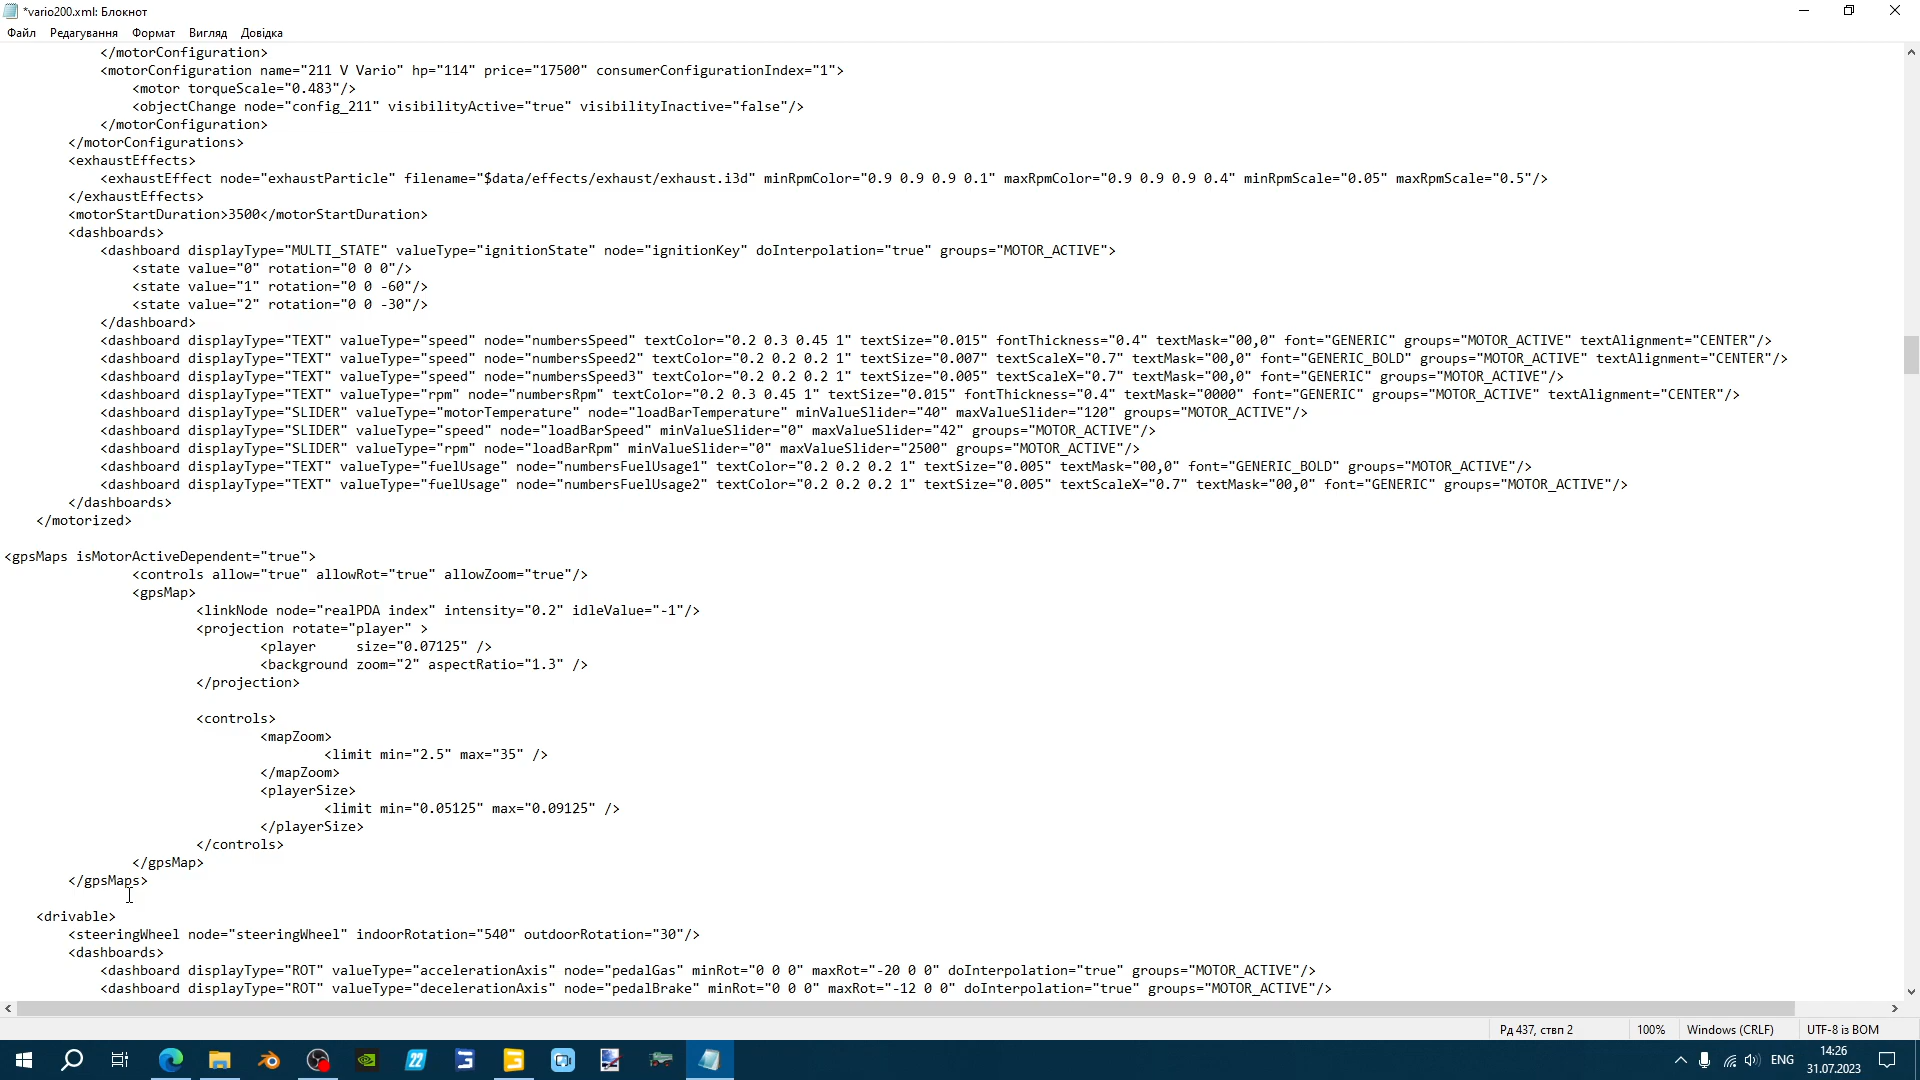 *vario200.xml: Блокнот
Файл Редагування Формат Вигляд Довідка
</motorConfiguration>
<motorConfiguration name="211 V Vario" hp="114" price="17500" consumerConfigurationIndex="1">
<motor torqueScale="0.483"/>
<objectChange node="config_211" visibilityActive="true" visibilityInactive="false"/>
</motorConfiguration>
</motorConfigurations>
<exhaustEffects>
<exhaustEffect node="exhaustParticle" filename="$data/effects/exhaust/exhaust.i3d" minRpmColor="0.9 0.9 0.9 0.1" maxRpmColor="0.9 0.9 0.9 0.4" minRpmScale="0.05" maxRpmScale="0.5"/>
</exhaustEffects>
<motorStartDuration>3500</motorStartDuration>
<dashboards>
<dashboard displayType="MULTI_STATE" valueType="ignitionState" node="ignitionKey" doInterpolation="true" groups="MOTOR_ACTIVE">
<state value="0" rotation="0 0 0"/>
<state value="1" rotation="0 0 -60"/>
<state value="2" rotation="0 0 -30"/>
</dashboard>
<dashboard displayType="TEXT" valueType="speed" node="numbersSpeed" textColor="0.2 0.3 0.45 1" textSize="0.015" fontThickness="0.4" textMask="00,0" font="GENERIC" groups="MOTOR_ACTIVE" textAlignment="CENTER"/>
<dashboard displayType="TEXT" valueType="speed" node="numbersSpeed2" textColor="0.2 0.2 0.2 1" textSize="0.007" textScaleX="0.7" textMask="00,0" font="GENERIC_BOLD" groups="MOTOR_ACTIVE" textAlignment="CENTER"/>
<dashboard displayType="TEXT" valueType="speed" node="numbersSpeed3" textColor="0.2 0.2 0.2 1" textSize="0.005" textScaleX="0.7" textMask="00,0" font="GENERIC" groups="MOTOR_ACTIVE"/>
<dashboard displayType="TEXT" valueType="rpm" node="numbersRpm" textColor="0.2 0.3 0.45 1" textSize="0.015" fontThickness="0.4" textMask="0000" font="GENERIC" groups="MOTOR_ACTIVE" textAlignment="CENTER"/>
<dashboard displayType="SLIDER" valueType="motorTemperature" node="loadBarTemperature" minValueSlider="40" maxValueSlider="120" groups="MOTOR_ACTIVE"/>
<dashboard displayType="SLIDER" valueType="speed" node="loadBarSpeed" minValueSlider="0" maxValueSlider="42" groups="MOTOR_ACTIVE"/>
<dashboard displayType="SLIDER" valueType="rpm" node="loadBarRpm" minValueSlider="0" maxValueSlider="2500" groups="MOTOR_ACTIVE"/>
<dashboard displayType="TEXT" valueType="fuelUsage" node="numbersFuelUsage1" textColor="0.2 0.2 0.2 1" textSize="0.005" textMask="00,0" font="GENERIC_BOLD" groups="MOTOR_ACTIVE"/>
<dashboard displayType="TEXT" valueType="fuelUsage" node="numbersFuelUsage2" textColor="0.2 0.2 0.2 1" textSize="0.005" textScaleX="0.7" textMask="00,0" font="GENERIC" groups="MOTOR_ACTIVE"/>
</dashboards>
</motorized>
<gpsMaps isMotorActiveDependent="true">
<controls allow="true" allowRot="true" allowZoom="true"/>
<gpsMap>
<linkNode node="realPDA index" intensity="0.2" idleValue="-1"/>
<projection rotate="player" >
<player size="0.07125" />
<background zoom="2" aspectRatio="1.3" />
</projection>
<controls>
<mapZoom>
<limit min="2.5" max="35" />
</mapZoom>
<playerSize>
<limit min="0.05125" max="0.09125" />
</playerSize>
</controls>
</gpsMap>
</gpsMaps>
<drivable>
<steeringWheel node="steeringWheel" indoorRotation="540" outdoorRotation="30"/>
<dashboards>
<dashboard displayType="ROT" valueType="accelerationAxis" node="pedalGas" minRot="0 0 0" maxRot="-20 0 0" doInterpolation="true" groups="MOTOR_ACTIVE"/>
<dashboard displayType="ROT" valueType="decelerationAxis" node="pedalBrake" minRot="0 0 0" maxRot="-12 0 0" doInterpolation="true" groups="MOTOR_ACTIVE"/>
Рд 437, ствп 2 100% Windows (CRLF) UTF-8 із BOM
22 ENG 14:26
31.07.2023